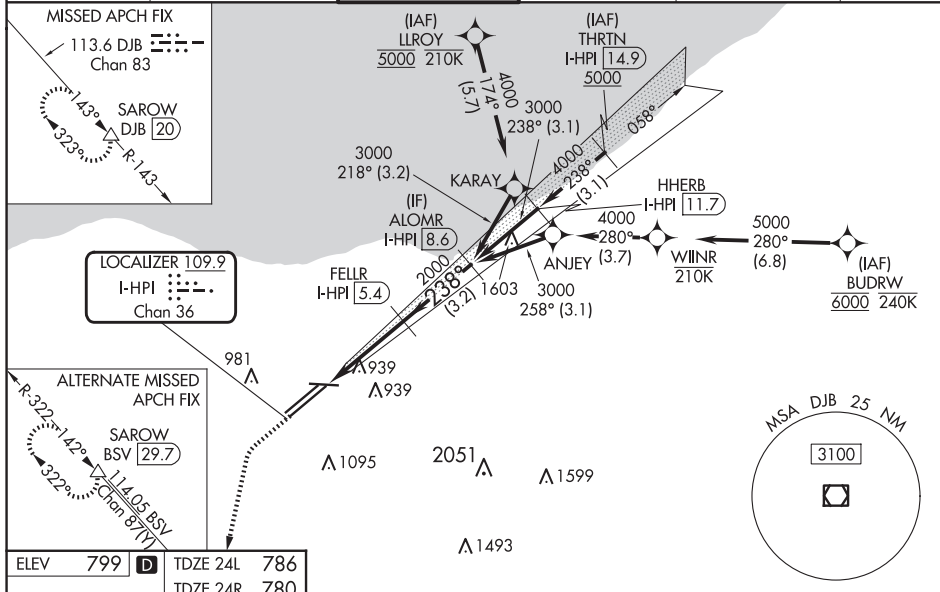 MISSED APCH FIX
113.6 DJB
Chan 83
143°
323°
SAROW
DJB 20
R-143
(IAF)
LLROY
5000 210K
4000
174°
(5.7)
(IAF)
THRTN
I-HPI 14.9
5000
3000
238° (3.1)
058°
4000
238°
(3.1)
3000
218° (3.2)
KARAY
(IF)
ALOMR
I-HPI 8.6
HHERB
I-HPI 11.7
4000
280°
(3.7)
ANJEY
WIINR
210K
5000
280°
(6.8)
(IAF)
BUDRW
6000 240K
LOCALIZER 109.9
I-HPI
Chan 36
FELLR
I-HPI 5.4
2000
238°
(3.2)
1603
3000
258° (3.1)
981
939
939
ALTERNATE MISSED
APCH FIX
R-322
142°
322°
SAROW
BSV 29.7
114.05 BSV
Chan 87(Y)
1095
2051
1599
1493
MSA DJB 25 NM
3100
ELEV 799 D
TDZE 24L 786
TDZE 24R 780